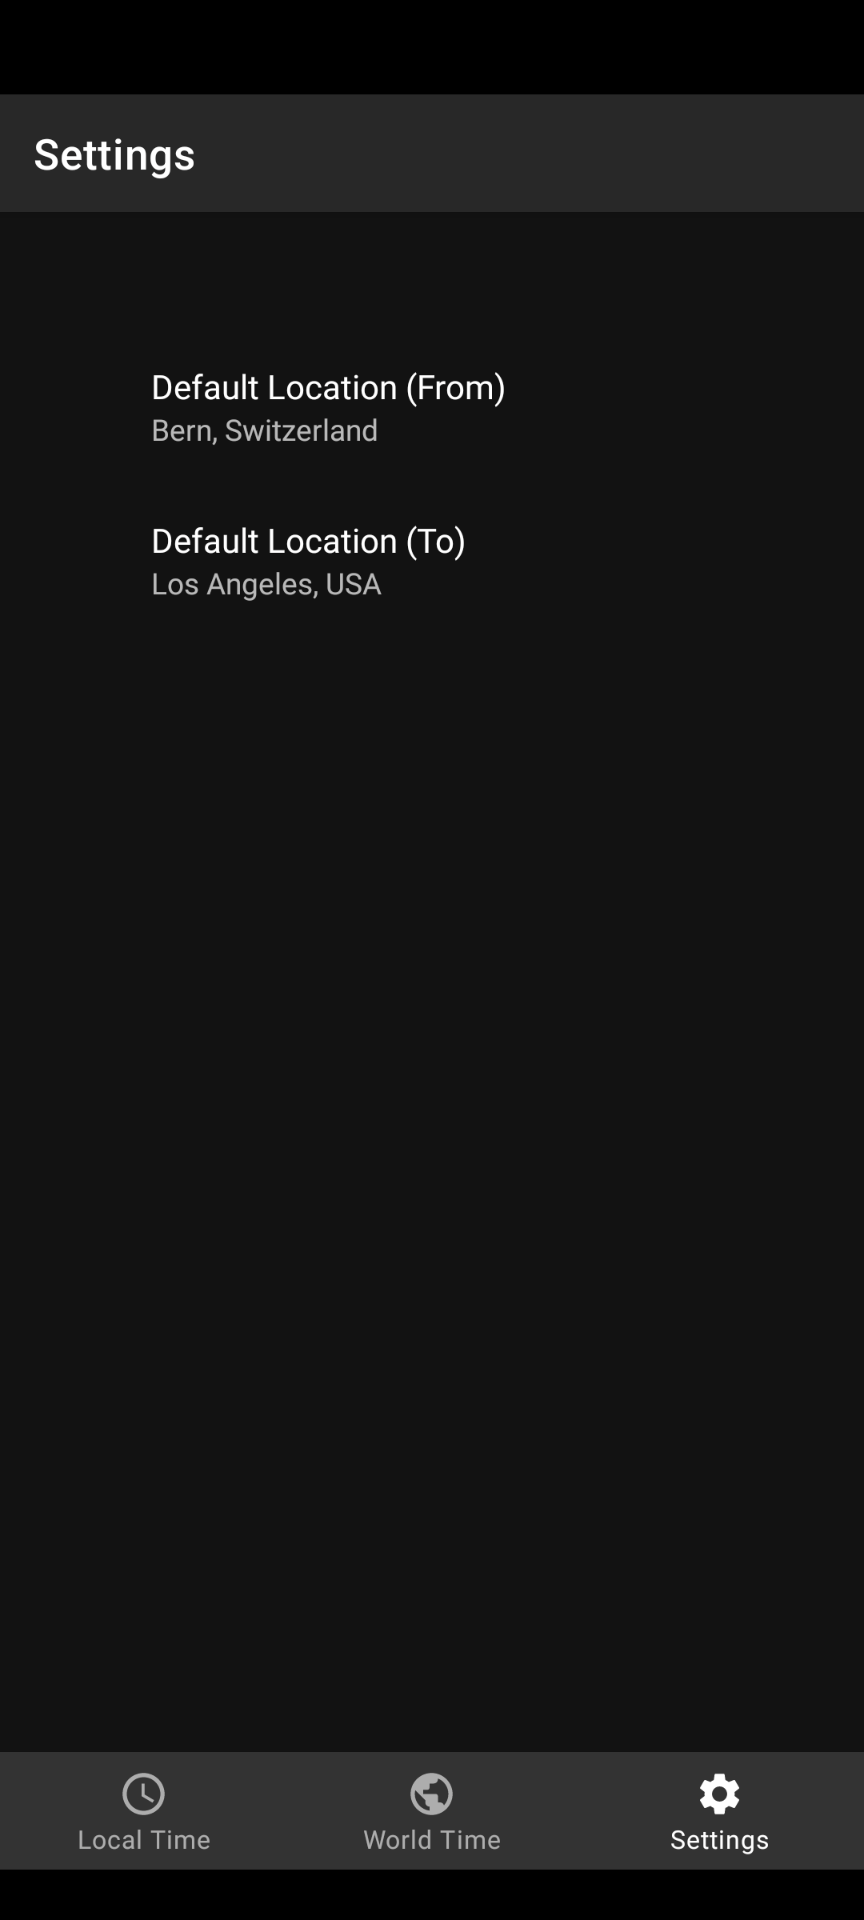 Settings
Default Location (From)
Bern, Switzerland
Default Location (To)
Los Angeles, USA
Local Time
World Time
Settings